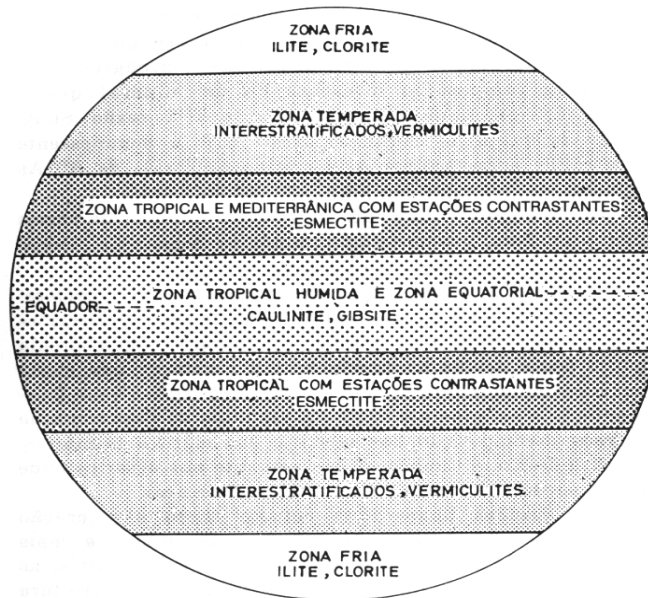 ZONA FRIA
ILITE, CLORITE
ZONA TEMPERADA
INTERESTRATIFICADOS, VERMICULITES
ZONA TROPICAL E MEDITERRÂNICA COM ESTAÇÕES CONTRASTANTES
ESMECTITE
ZONA TROPICAL HUMIDA E ZONA EQUATORIAL
EQUADOR
CAULINITE, GIBSITE
ZONA TROPICAL COM ESTAÇÕES CONTRASTANTES
ESMECTITE
ZONA TEMPERADA
INTERESTRATIFICADOS, VERMICULITES
ZONA FRIA
ILITE, CLORITE